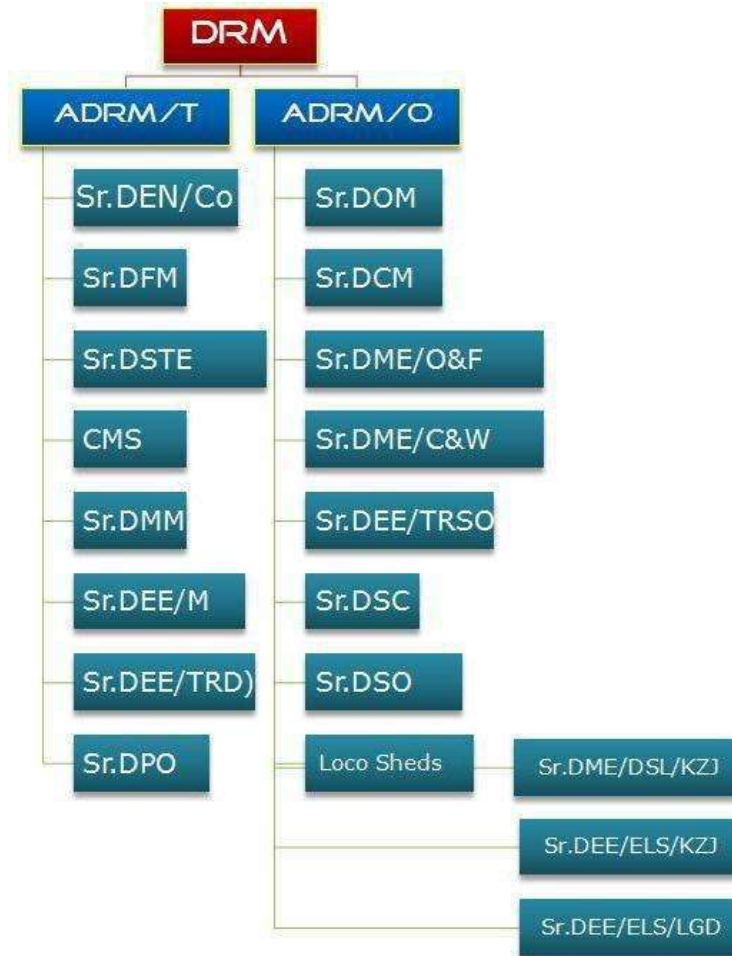 DRM
ADRM/T
ADRM/O
Sr.DEN/Co
Sr.DOM
Sr.DFM
Sr.DCM
Sr.DSTE
Sr.DME/O&F
CMS
Sr.DME/C&W
Sr.DMM
Sr.DEE/TRSO
Sr.DEE/M
Sr.DSC
Sr.DEE/TRD)
Sr.DSO
Sr.DPO
Loco Sheds
Sr.DME/DSL/KZJ
Sr.DEE/ELS/KZJ
Sr.DEE/ELS/LGD